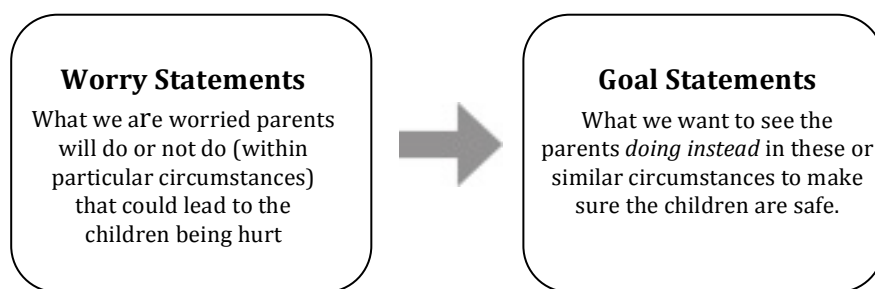 Worry Statements
What we are worried parents
will do or not do (within
particular circumstances)
that could lead to the
children being hurt
Goal Statements
What we want to see the
parents doing instead in these or
similar circumstances to make
sure the children are safe.